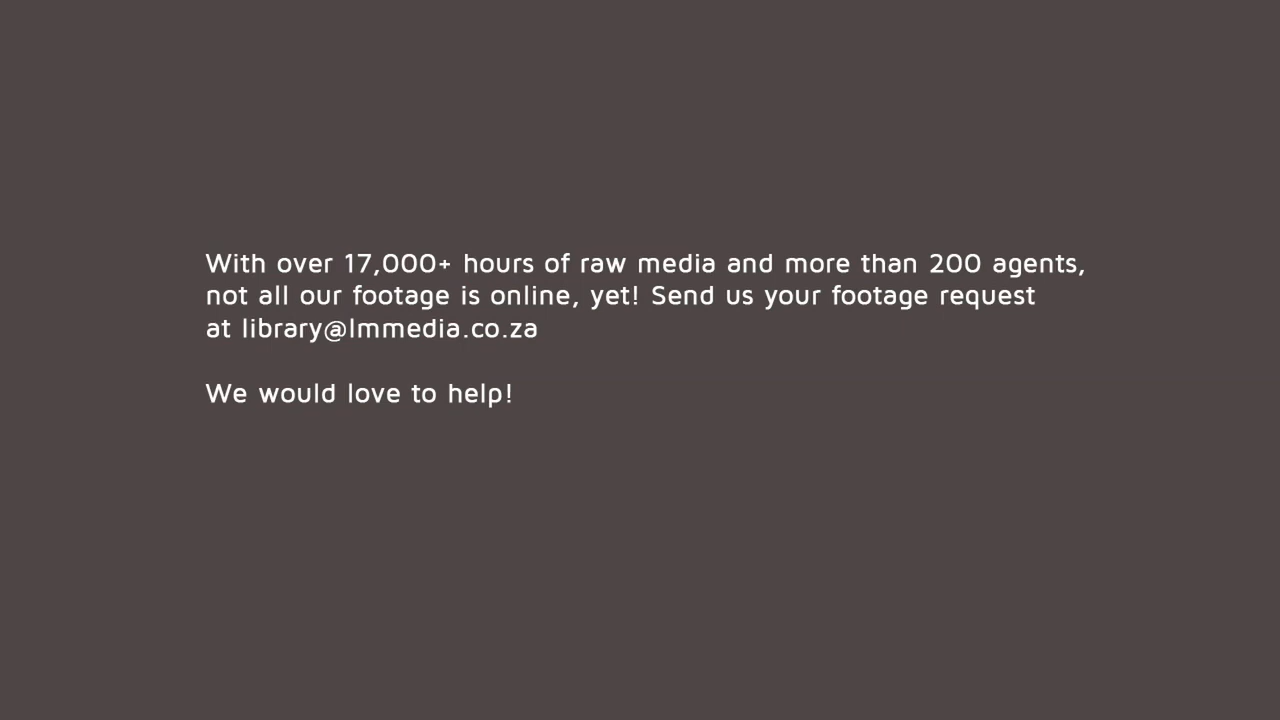 With over 17,000+ hours of raw media and more than 200 agents,
not all our footage is online, yet! Send us your footage request
at library@lmmedia.co.za
We would love to help!